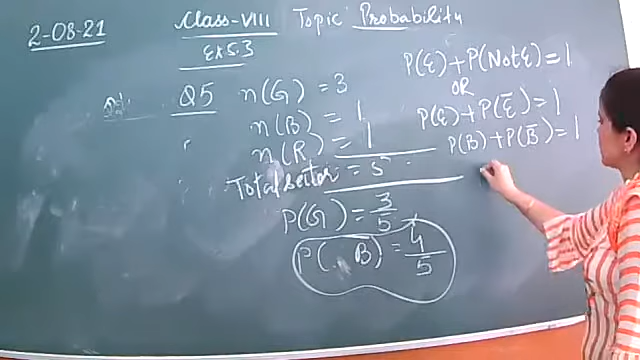 2-08-21
Class-VIII Topic Probability
Ex 5.3
Q5 n(G) = 3
n(B) = 1
n(R) = 1
Total sector = 5
P(G) = 3/5
P( B) = 4/5
P(E) + P(Not E) = 1
OR
P(E) + P(E̅) = 1
P(B) + P(B̅) = 1